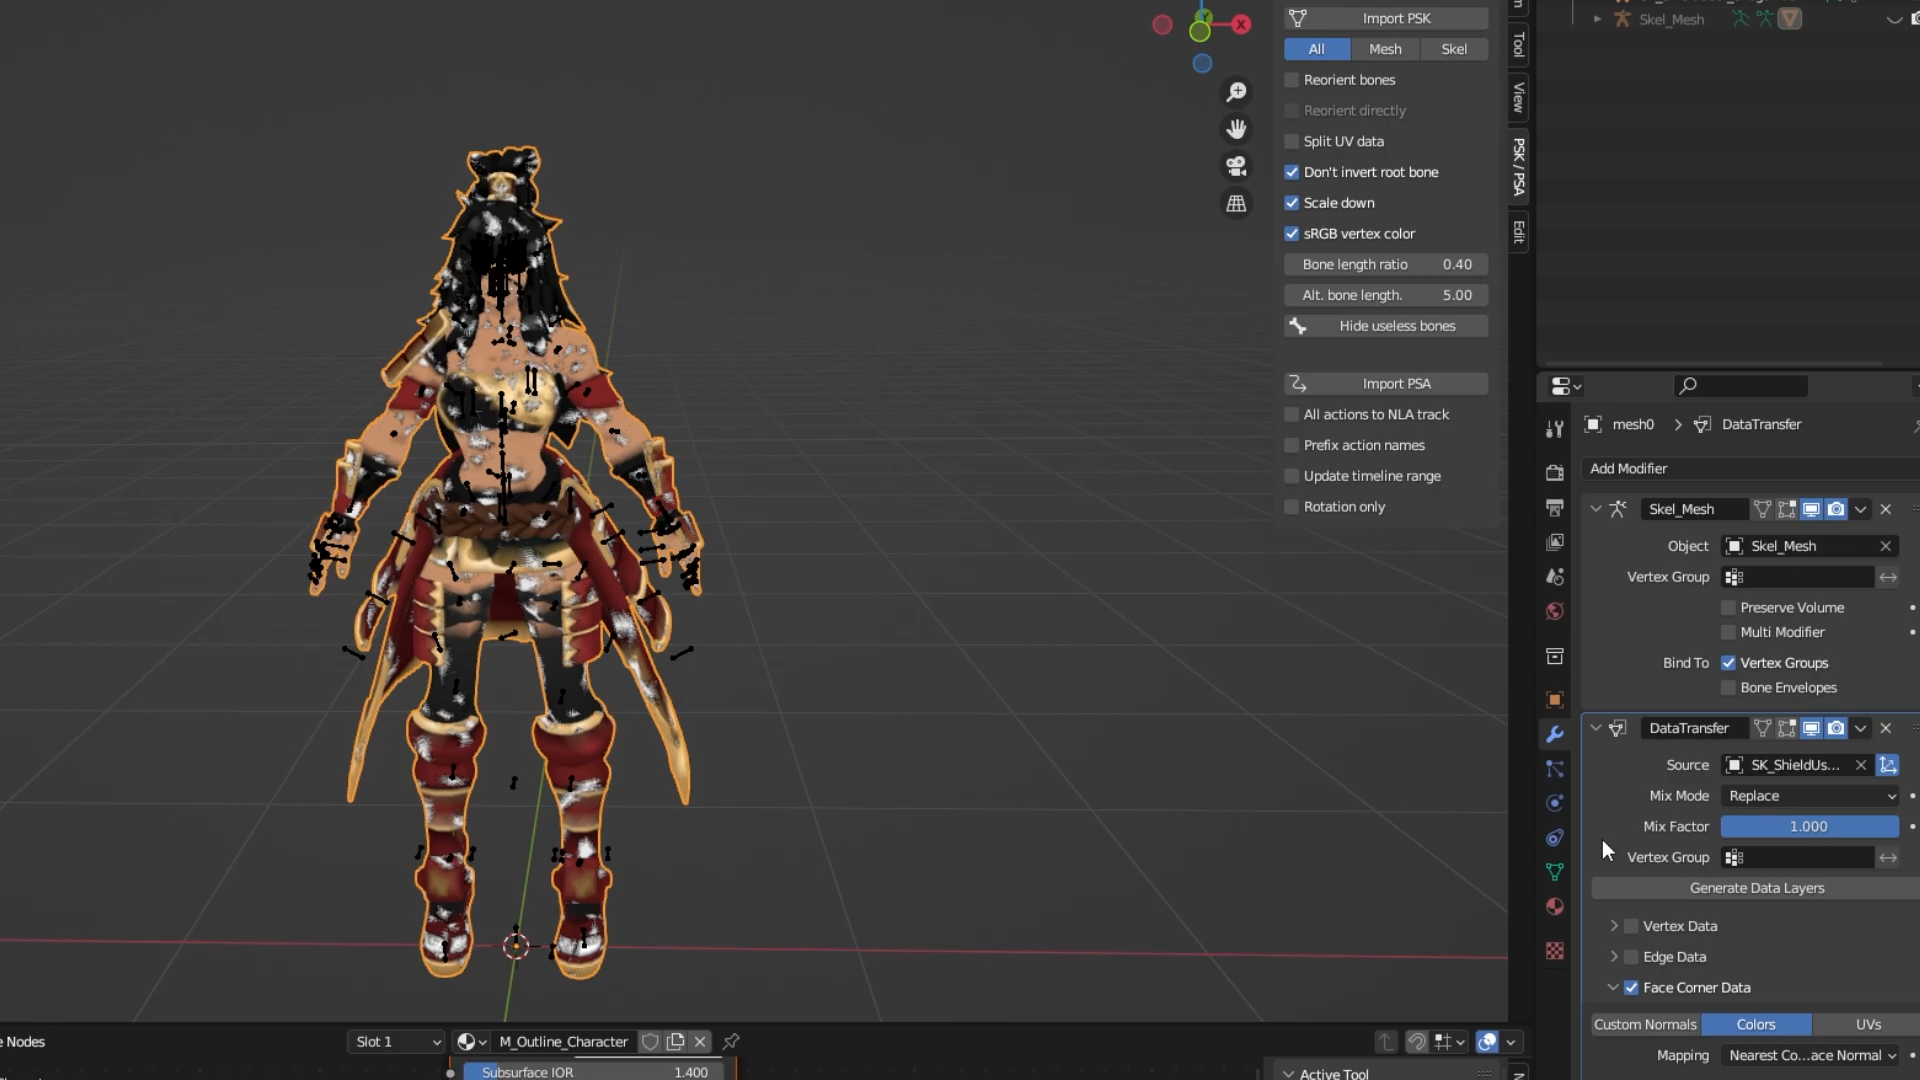 Import PSK
All Mesh Skel
Reorient bones
Reorient directly
Split UV data
Don't invert root bone
Scale down
sRGB vertex color
Bone length ratio 0.40
Alt. bone length. 5.00
Hide useless bones
Import PSA
All actions to NLA track
Prefix action names
Update timeline range
Rotation only
Tool
View
PSK / PSA
Edit
Skel_Mesh
mesh0 > DataTransfer
Add Modifier
Skel_Mesh
Object Skel_Mesh
Vertex Group
Preserve Volume
Multi Modifier
Bind To Vertex Groups
Bone Envelopes
DataTransfer
Source SK_ShieldUs...
Mix Mode Replace
Mix Factor 1.000
Vertex Group
Generate Data Layers
Vertex Data
Edge Data
Face Corner Data
Custom Normals Colors UVs
Mapping Nearest Co...ace Normal
e Nodes
Slot 1
M_Outline_Character
Subsurface IOR 1.400
Active Tool